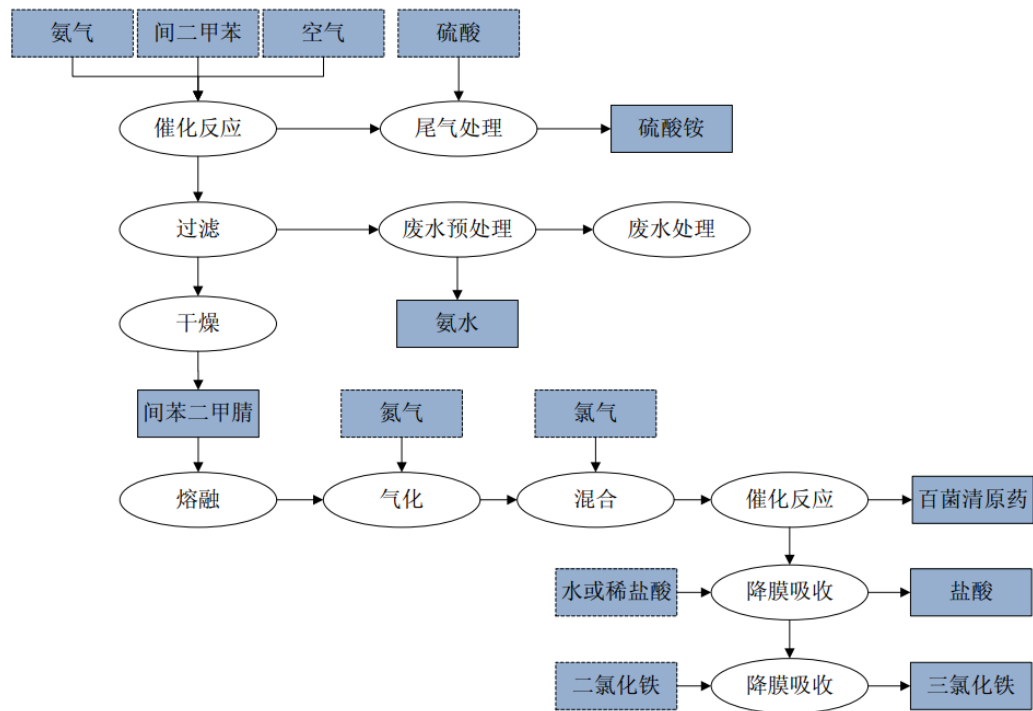 氨气
间二甲苯
空气
硫酸
催化反应
尾气处理
硫酸铵
过滤
废水预处理
废水处理
干燥
氨水
间苯二甲腈
氮气
氯气
熔融
气化
混合
催化反应
百菌清原药
水或稀盐酸
降膜吸收
盐酸
二氯化铁
降膜吸收
三氯化铁